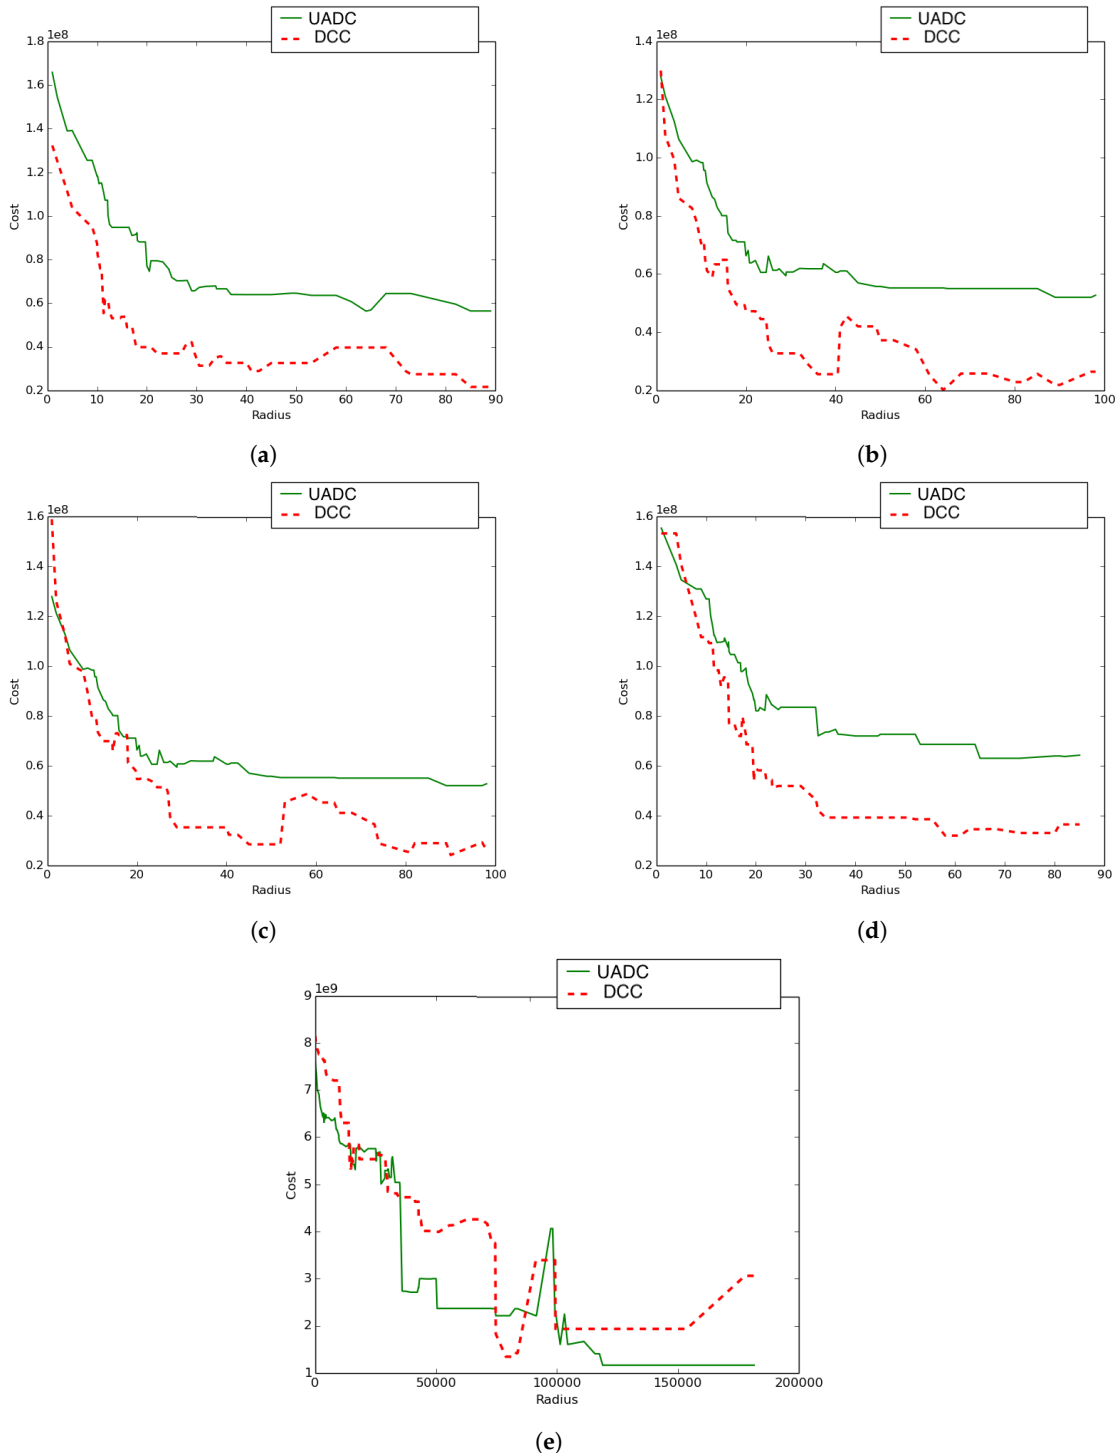 UADC
DCC
1e8
1.8
1.6
1.4
1.2
1.0
0.8
0.6
0.4
0.2
Cost
0 10 20 30 40 50 60 70 80 90
Radius
(a)
UADC
DCC
1e8
1.4
1.2
1.0
0.8
0.6
0.4
0.2
Cost
0 20 40 60 80 100
Radius
(b)
UADC
DCC
1e8
1.6
1.4
1.2
1.0
0.8
0.6
0.4
0.2
Cost
0 20 40 60 80 100
Radius
(c)
UADC
DCC
1e8
1.6
1.4
1.2
1.0
0.8
0.6
0.4
0.2
Cost
0 10 20 30 40 50 60 70 80 90
Radius
(d)
UADC
DCC
1e9
9
8
7
6
5
4
3
2
1
Cost
0 50000 100000 150000 200000
Radius
(e)